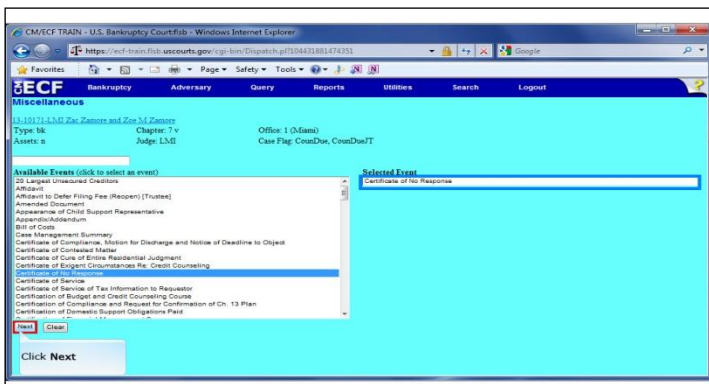 CM/ECF TRAIN - U.S. Bankruptcy Court:flsb - Windows Internet Explorer
https://ecf-train.flsb.uscourts.gov/cgi-bin/Dispatch.pl?104431881474351
Google
Favorites Page Safety Tools
ECF Bankruptcy Adversary Query Reports Utilities Search Logout
Miscellaneous
13-10171-LMI Zac Zamore and Zoe M Zamore
Type: bk Chapter: 7 v Office: 1 (Miami)
Assets: n Judge: LMI Case Flag: CounDue, CounDueJT
Available Events (click to select an event) Selected Event
20 Largest Unsecured Creditors Certificate of No Response
Affidavit
Affidavit to Defer Filing Fee (Reopen) [Trustee]
Amended Document
Appearance of Child Support Representative
Appendix/Addendum
Bill of Costs
Case Management Summary
Certificate of Compliance, Motion for Discharge and Notice of Deadline to Object
Certificate of Contested Matter
Certificate of Cure of Entire Residential Judgment
Certificate of Exigent Circumstances Re: Credit Counseling
Certificate of No Response
Certificate of Service
Certificate of Service of Tax Information to Requestor
Certification of Budget and Credit Counseling Course
Certification of Compliance and Request for Confirmation of Ch. 13 Plan
Certification of Domestic Support Obligations Paid
Next Clear
Click Next